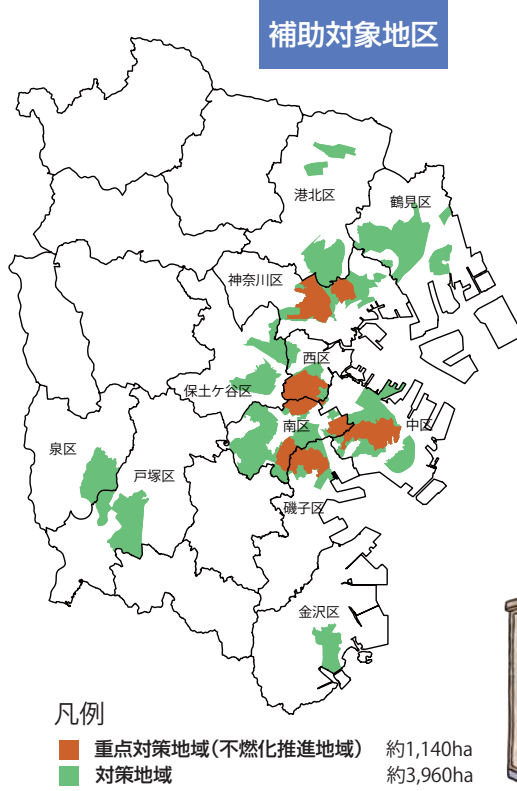 補助対象地区
港北区
鶴見区
神奈川区
西区
保土ケ谷区
南区
中区
泉区
戸塚区
磯子区
金沢区
凡例
重点対策地域(不燃化推進地域) 約1,140ha
対策地域 約3,960ha